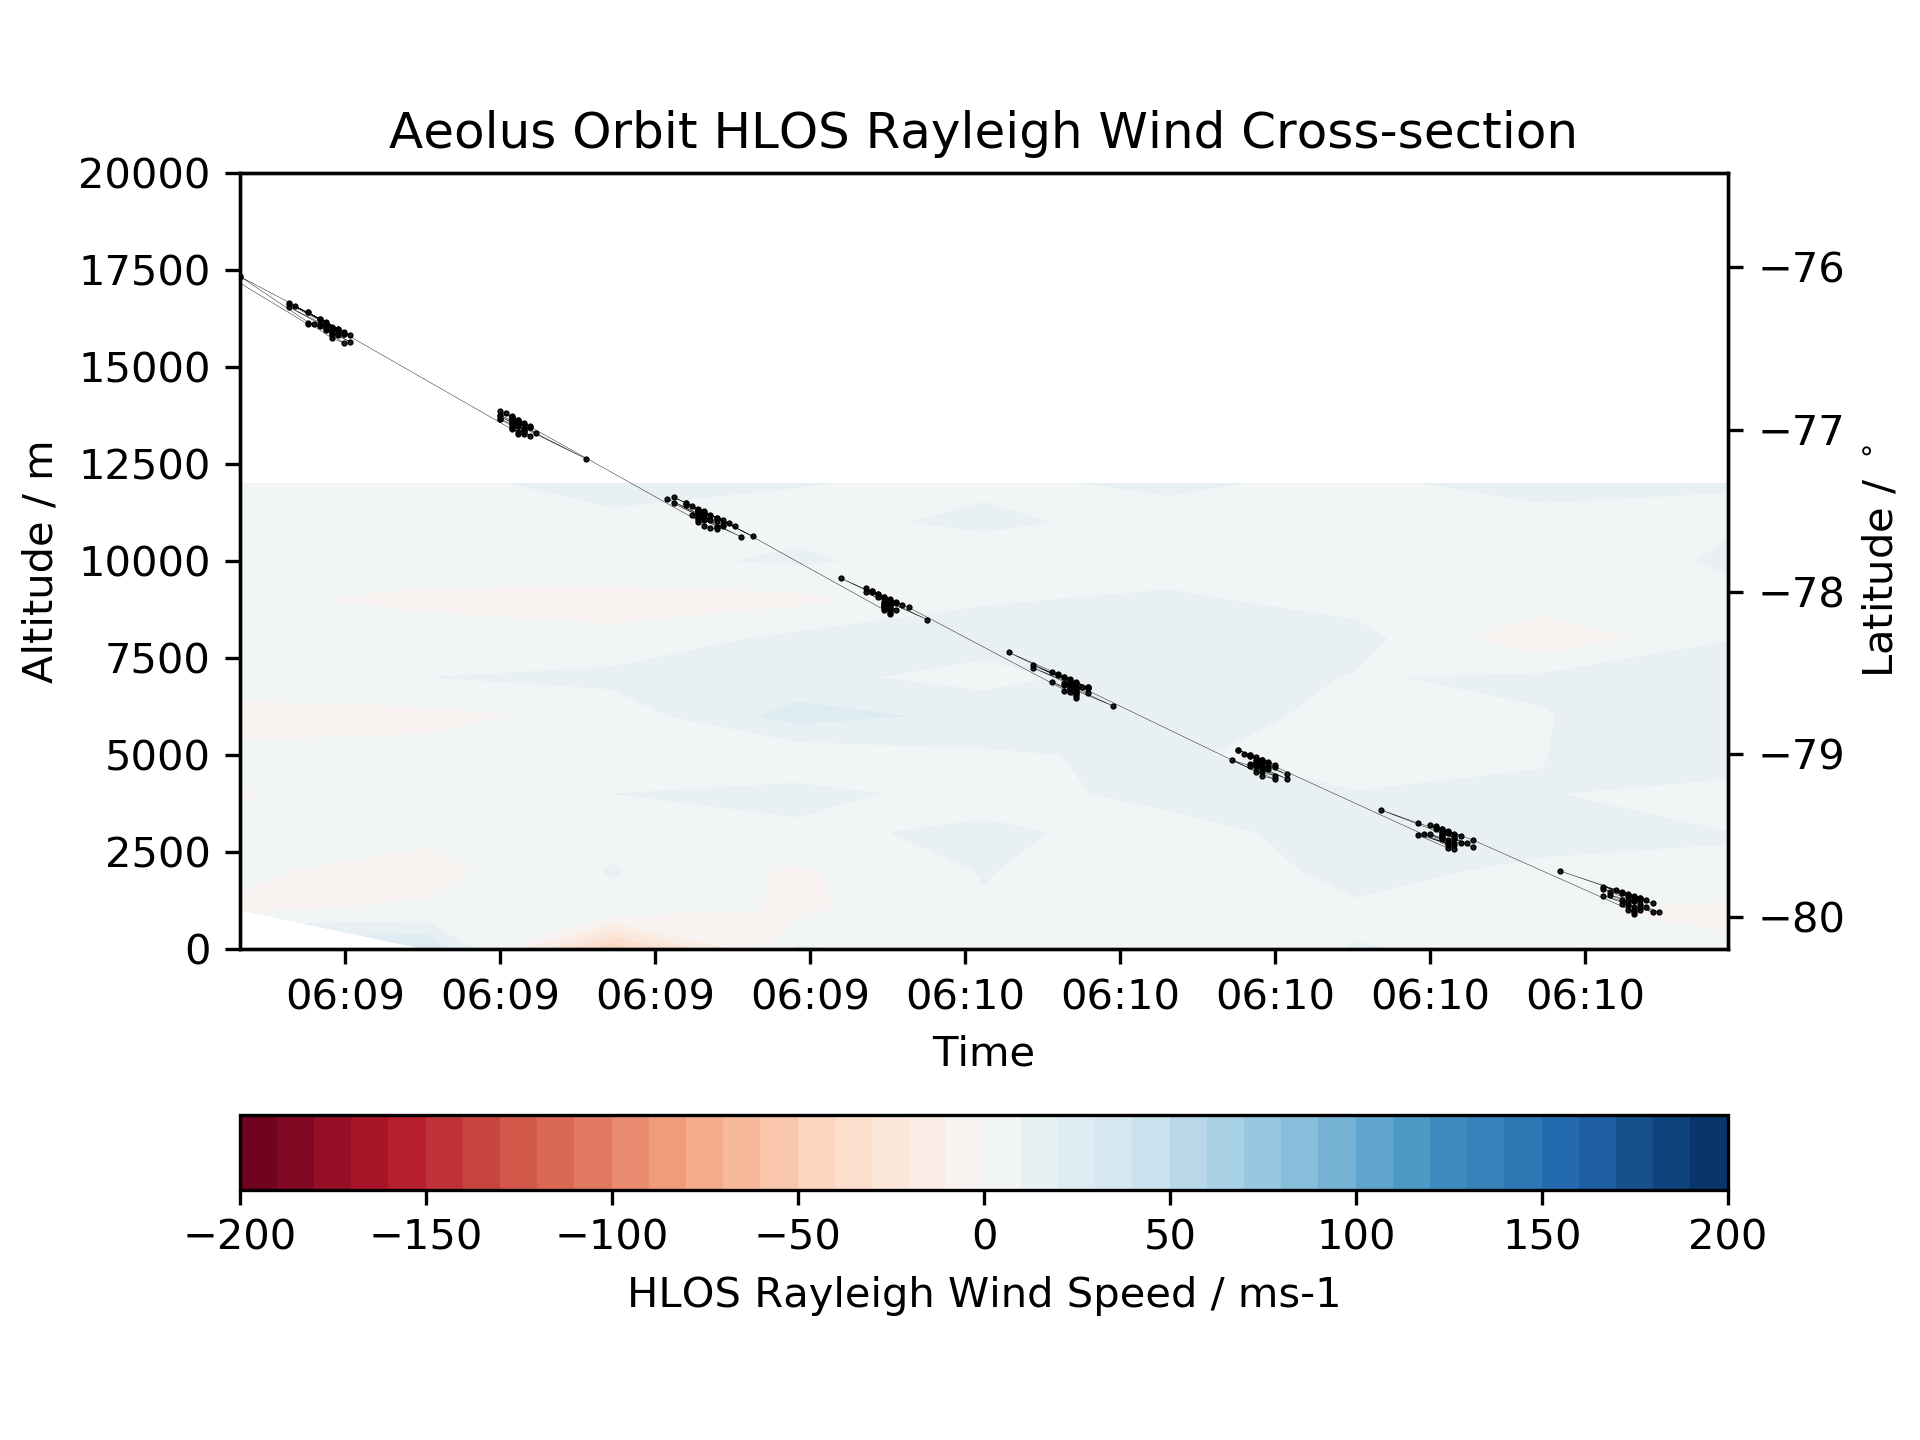 Aeolus Orbit HLOS Rayleigh Wind Cross-section
20000
17500
15000
12500
10000
7500
5000
2500
0
Altitude / m
−76
−77
−78
−79
−80
Latitude / °
06:09 06:09 06:09 06:09 06:10 06:10 06:10 06:10 06:10
Time
−200 −150 −100 −50 0 50 100 150 200
HLOS Rayleigh Wind Speed / ms-1